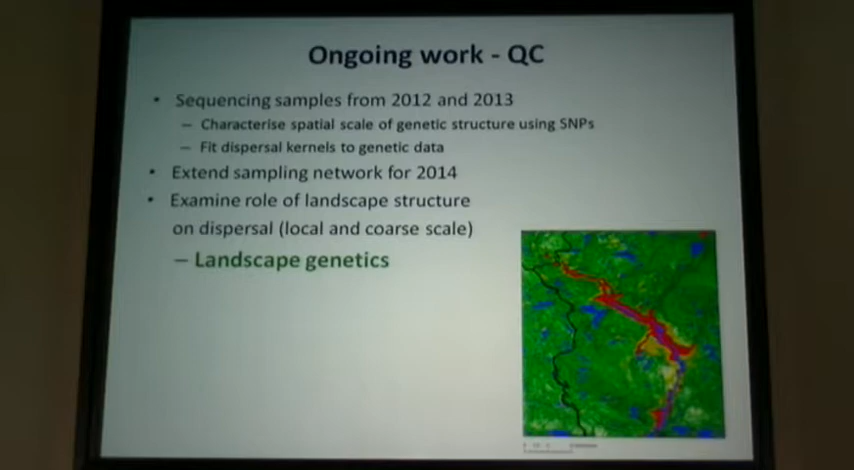 Ongoing work - QC
• Sequencing samples from 2012 and 2013
– Characterise spatial scale of genetic structure using SNPs
– Fit dispersal kernels to genetic data
• Extend sampling network for 2014
• Examine role of landscape structure
on dispersal (local and coarse scale)
– Landscape genetics